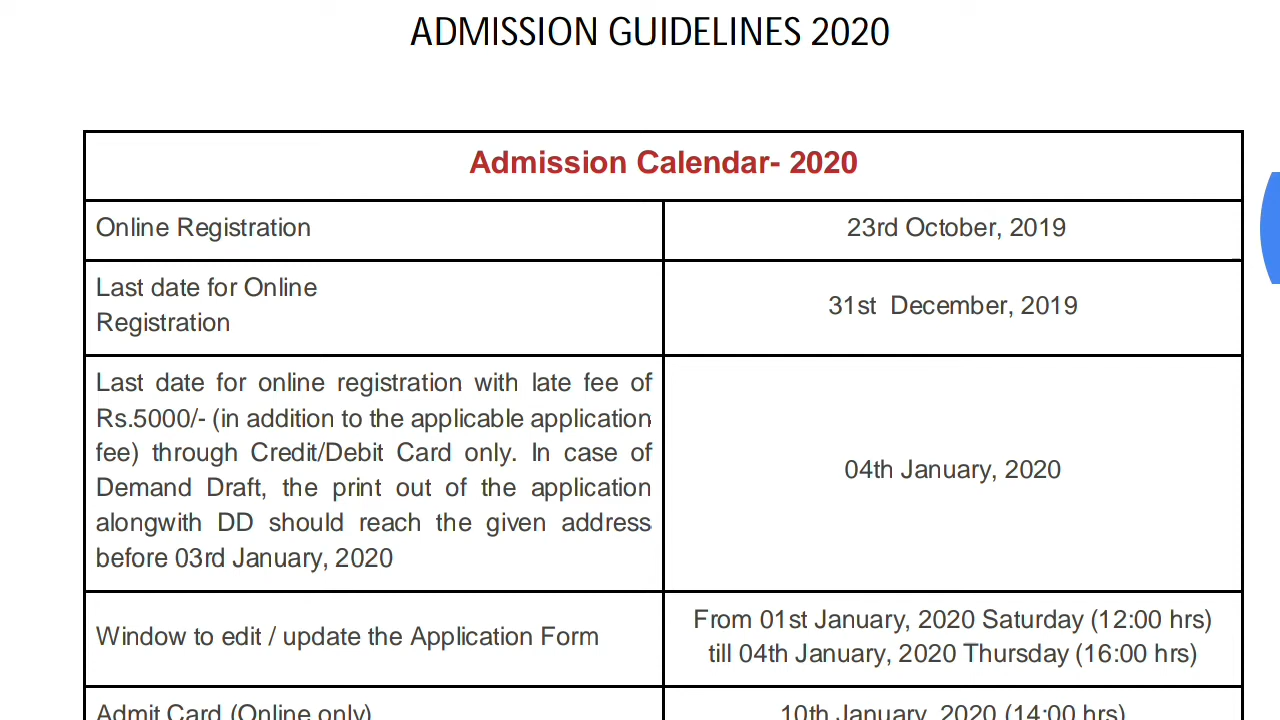 ADMISSION GUIDELINES 2020
Admission Calendar- 2020
Online Registration
23rd October, 2019
Last date for Online
Registration
31st  December, 2019
Last date for online registration with late fee of
Rs.5000/- (in addition to the applicable application
fee) through Credit/Debit Card only. In case of
Demand Draft, the print out of the application
alongwith DD should reach the given address
before 03rd January, 2020
04th January, 2020
Window to edit / update the Application Form
From 01st January, 2020 Saturday (12:00 hrs)
till 04th January, 2020 Thursday (16:00 hrs)
Admit Card (Online only)
10th January, 2020 (14:00 hrs)